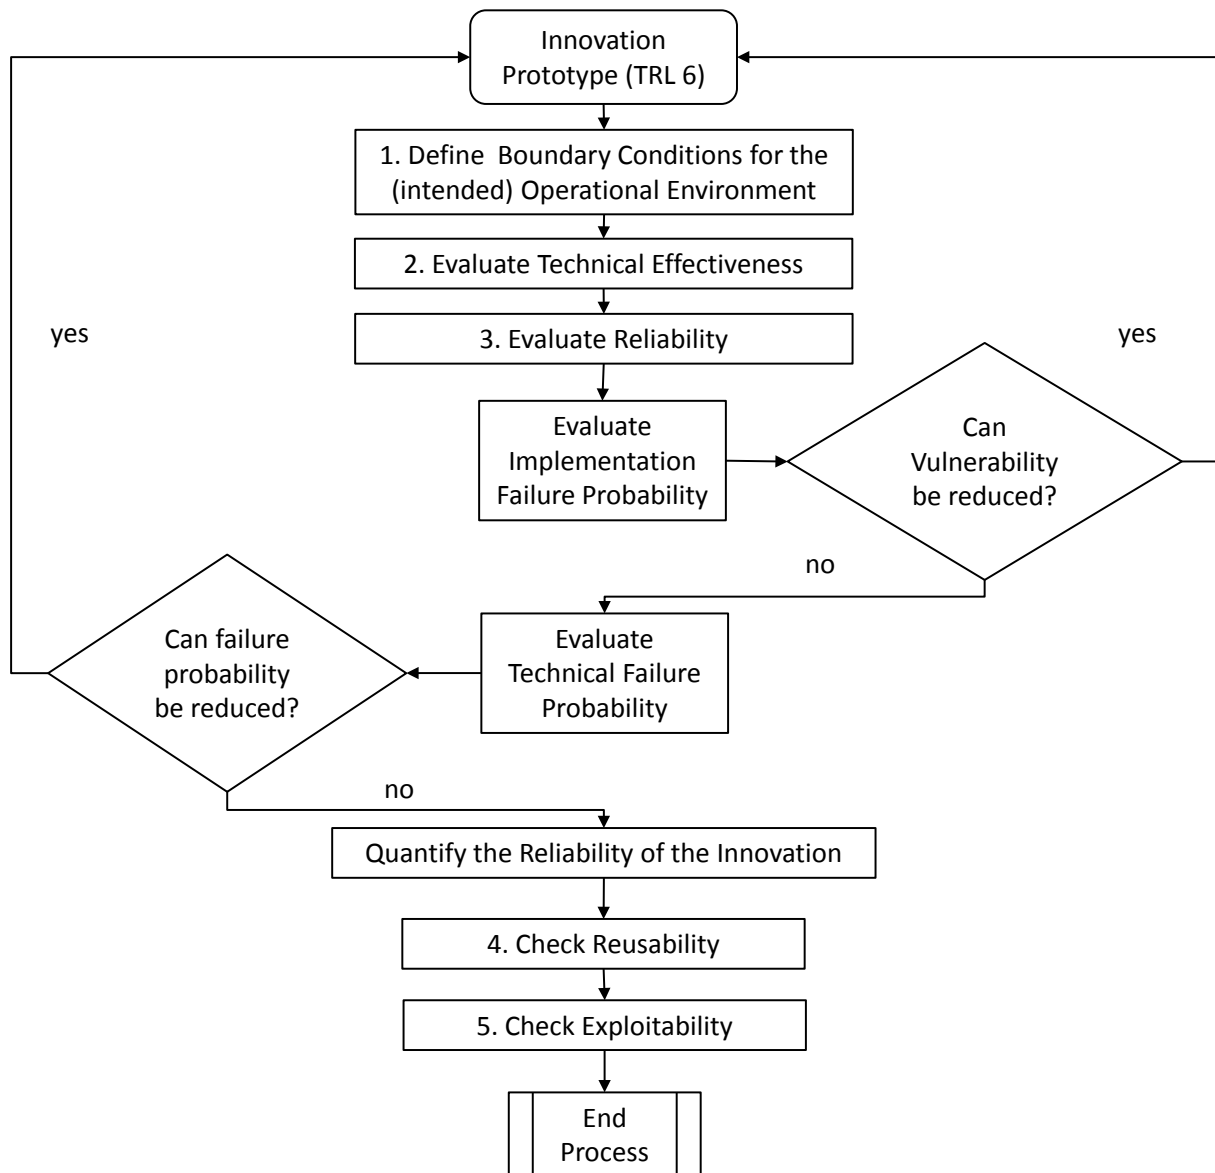 Innovation
Prototype (TRL 6)
1. Define  Boundary Conditions for the
(intended) Operational Environment
2. Evaluate Technical Effectiveness
yes
3. Evaluate Reliability
yes
Evaluate
Implementation
Failure Probability
Can
Vulnerability
be reduced?
no
Can failure
probability
be reduced?
Evaluate
Technical Failure
Probability
no
Quantify the Reliability of the Innovation
4. Check Reusability
5. Check Exploitability
End
Process